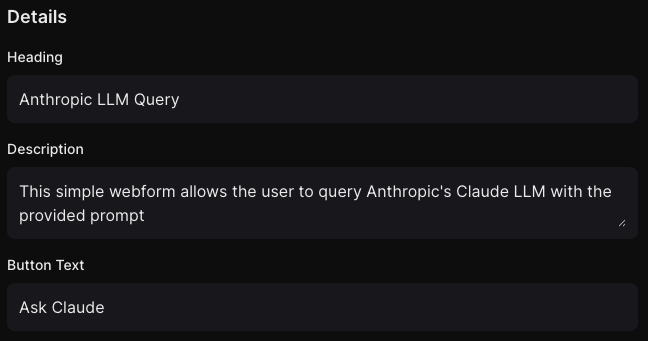 Details
Heading
Anthropic LLM Query
Description
This simple webform allows the user to query Anthropic's Claude LLM with the
provided prompt
Button Text
Ask Claude